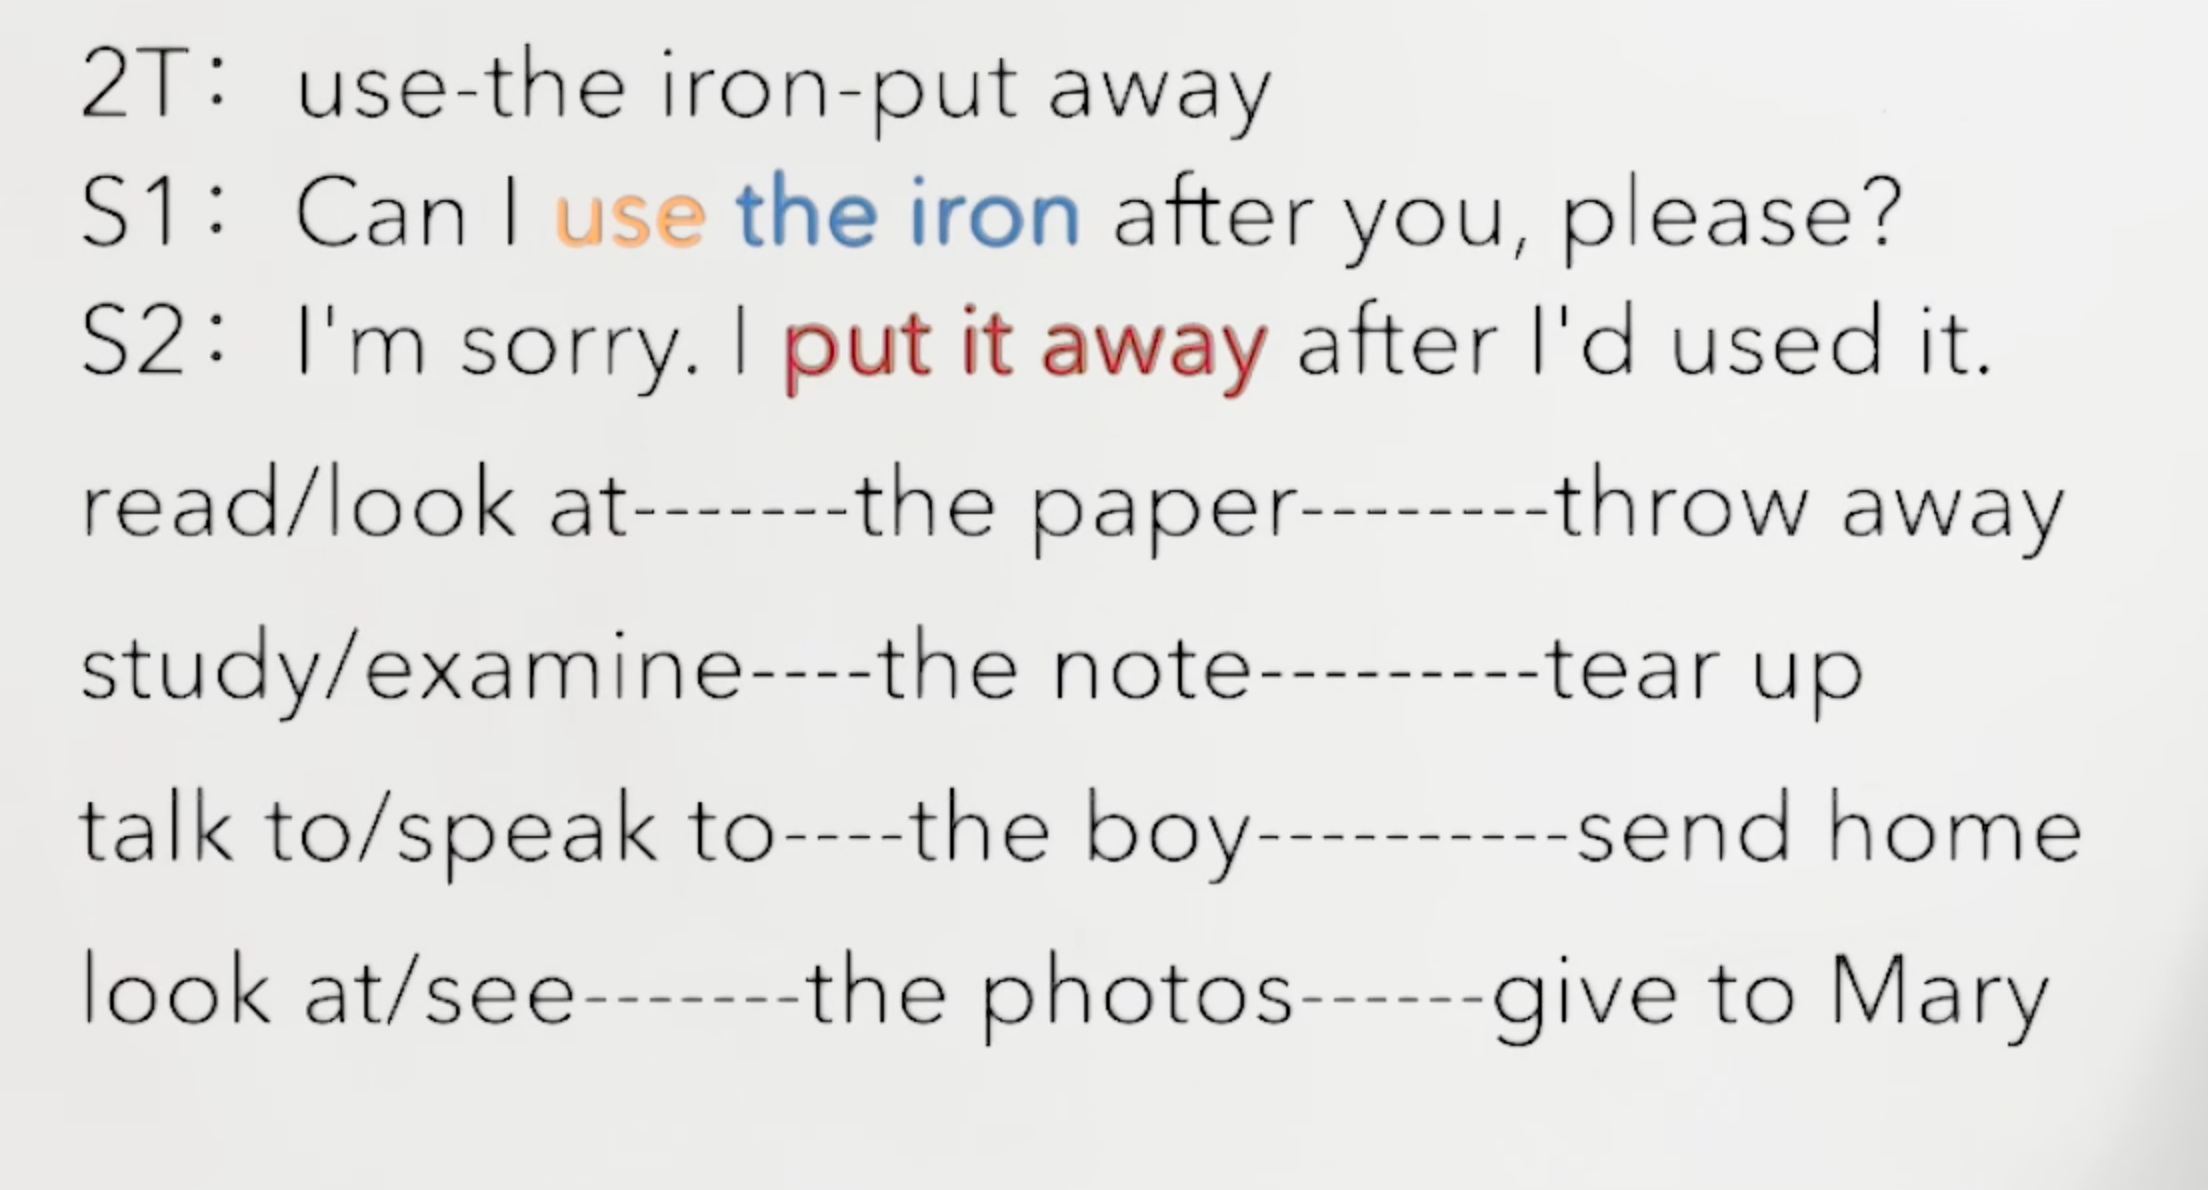 2T: use-the iron-put away
S1: Can I use the iron after you, please?
S2: I'm sorry. I put it away after I'd used it.
read/look at-------the paper--------throw away
study/examine----the note---------tear up
talk to/speak to----the boy----------send home
look at/see-------the photos------give to Mary